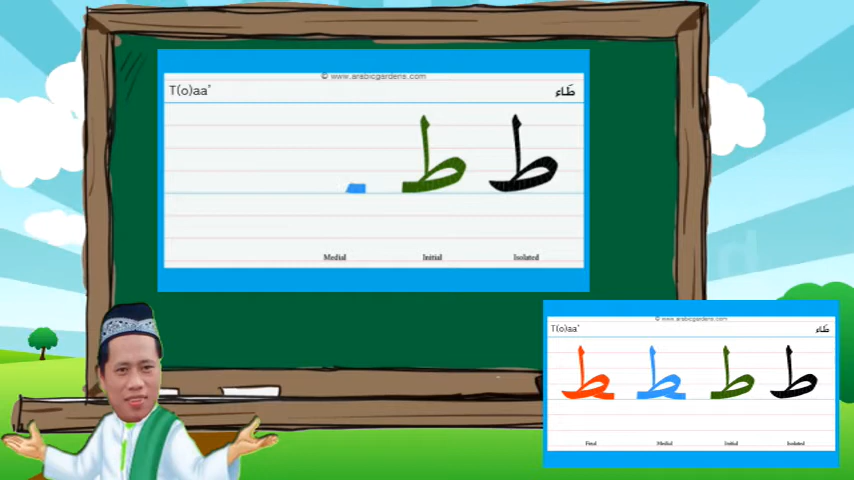 © www.arabicgardens.com
T(o)aa'
طَاء
ط
ط
Medial
Initial
Isolated
© www.arabicgardens.com
T(o)aa'
طَاء
ط
ط
ط
ط
Final
Medial
Initial
Isolated